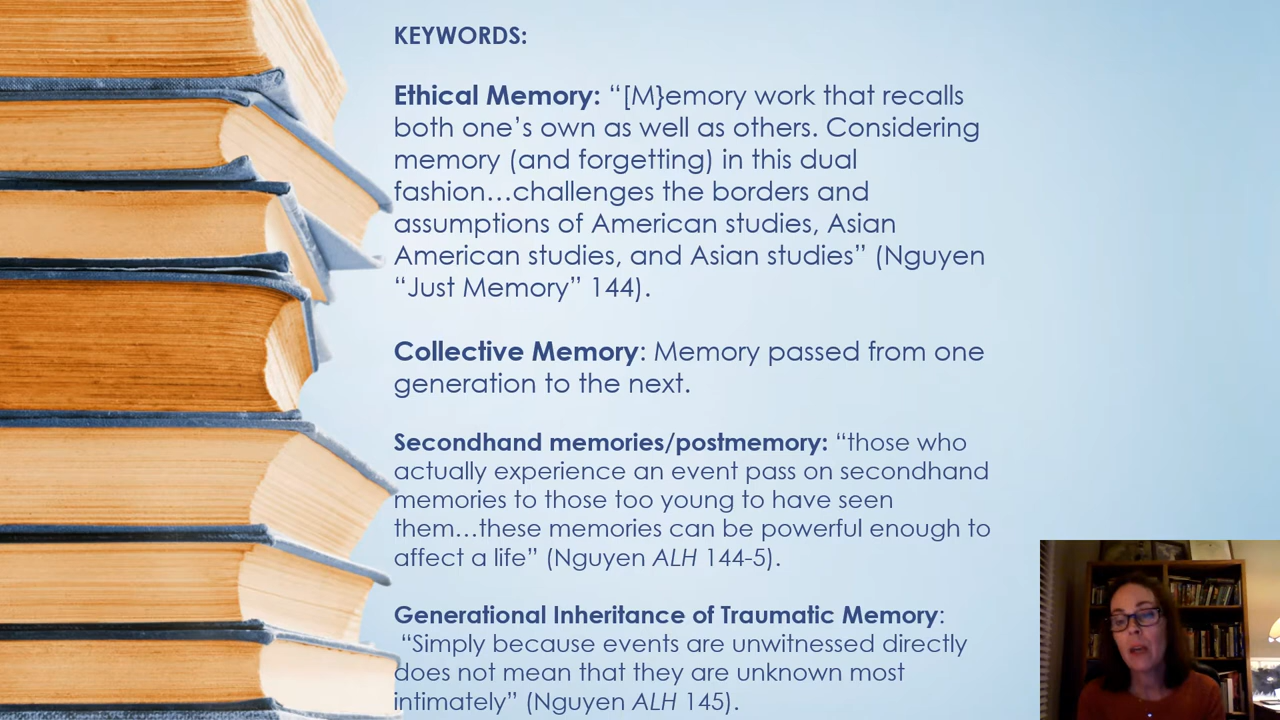 KEYWORDS:
Ethical Memory: “[M}emory work that recalls
both one’s own as well as others. Considering
memory (and forgetting) in this dual
fashion…challenges the borders and
assumptions of American studies, Asian
American studies, and Asian studies” (Nguyen
“Just Memory” 144).
Collective Memory: Memory passed from one
generation to the next.
Secondhand memories/postmemory: “those who
actually experience an event pass on secondhand
memories to those too young to have seen
them…these memories can be powerful enough to
affect a life” (Nguyen ALH 144-5).
Generational Inheritance of Traumatic Memory:
“Simply because events are unwitnessed directly
does not mean that they are unknown most
intimately” (Nguyen ALH 145).